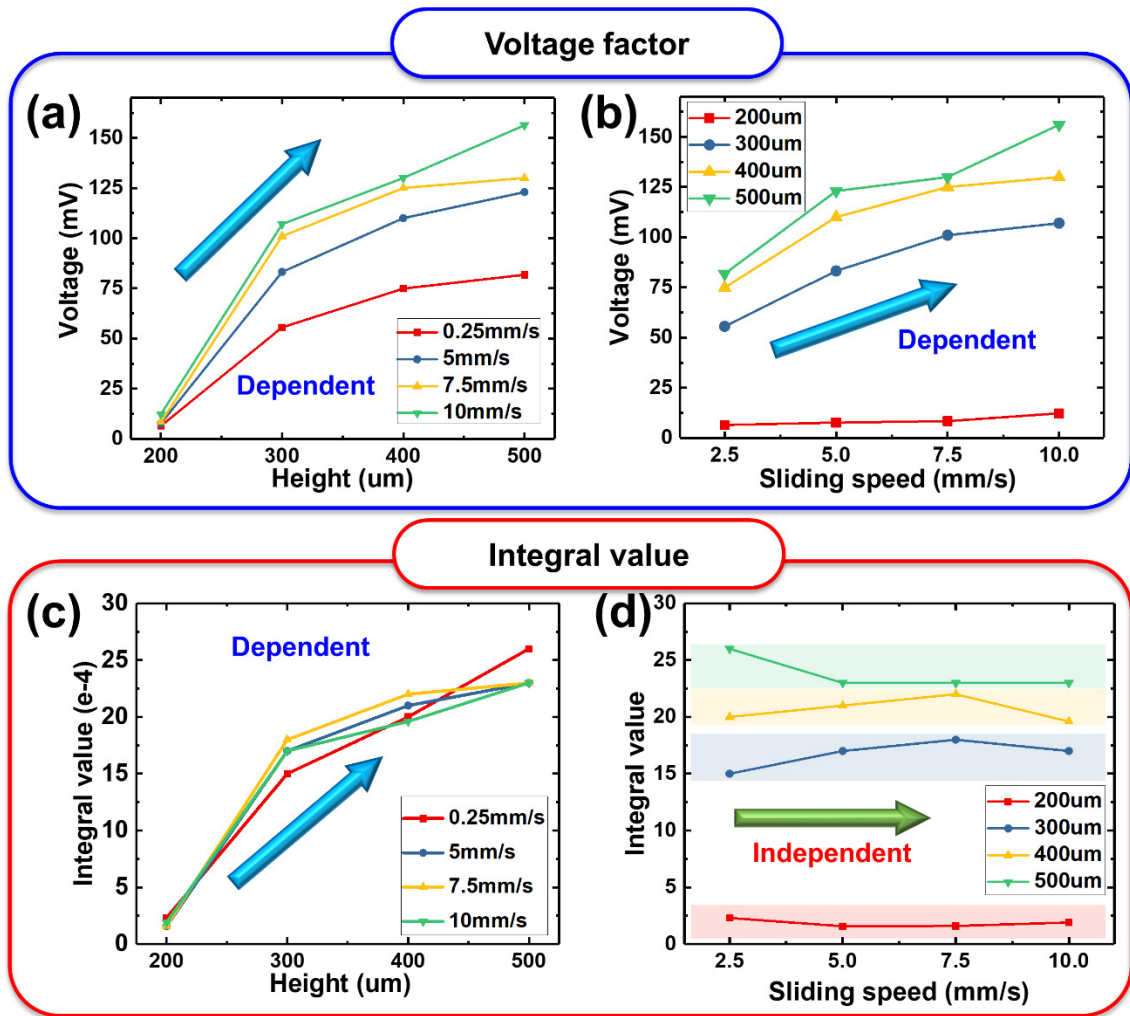 Voltage factor
(a)
Voltage (mV)
150
125
100
75
50
25
0
200 300 400 500
Height (um)
Dependent
0.25mm/s
5mm/s
7.5mm/s
10mm/s
(b)
Voltage (mV)
150
125
100
75
50
25
0
2.5 5.0 7.5 10.0
Sliding speed (mm/s)
200um
300um
400um
500um
Dependent
Integral value
(c)
Integral value (e-4)
30
25
20
15
10
5
0
200 300 400 500
Height (um)
Dependent
0.25mm/s
5mm/s
7.5mm/s
10mm/s
(d)
Integral value
30
25
20
15
10
5
0
2.5 5.0 7.5 10.0
Sliding speed (mm/s)
Independent
200um
300um
400um
500um